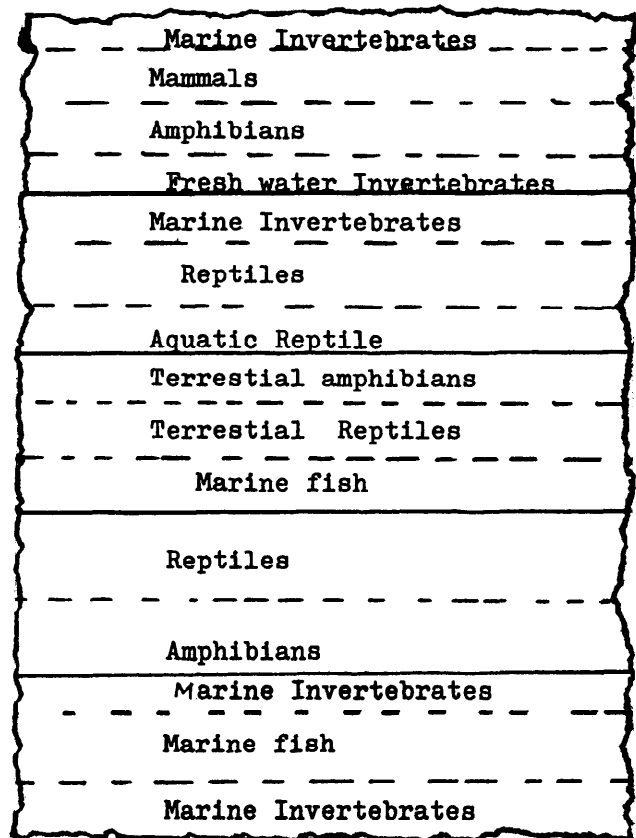 Marine Invertebrates
Mammals
Amphibians
Fresh water Invertebrates
Marine Invertebrates
Reptiles
Aquatic Reptile
Terrestial amphibians
Terrestial Reptiles
Marine fish
Reptiles
Amphibians
Marine Invertebrates
Marine fish
Marine Invertebrates